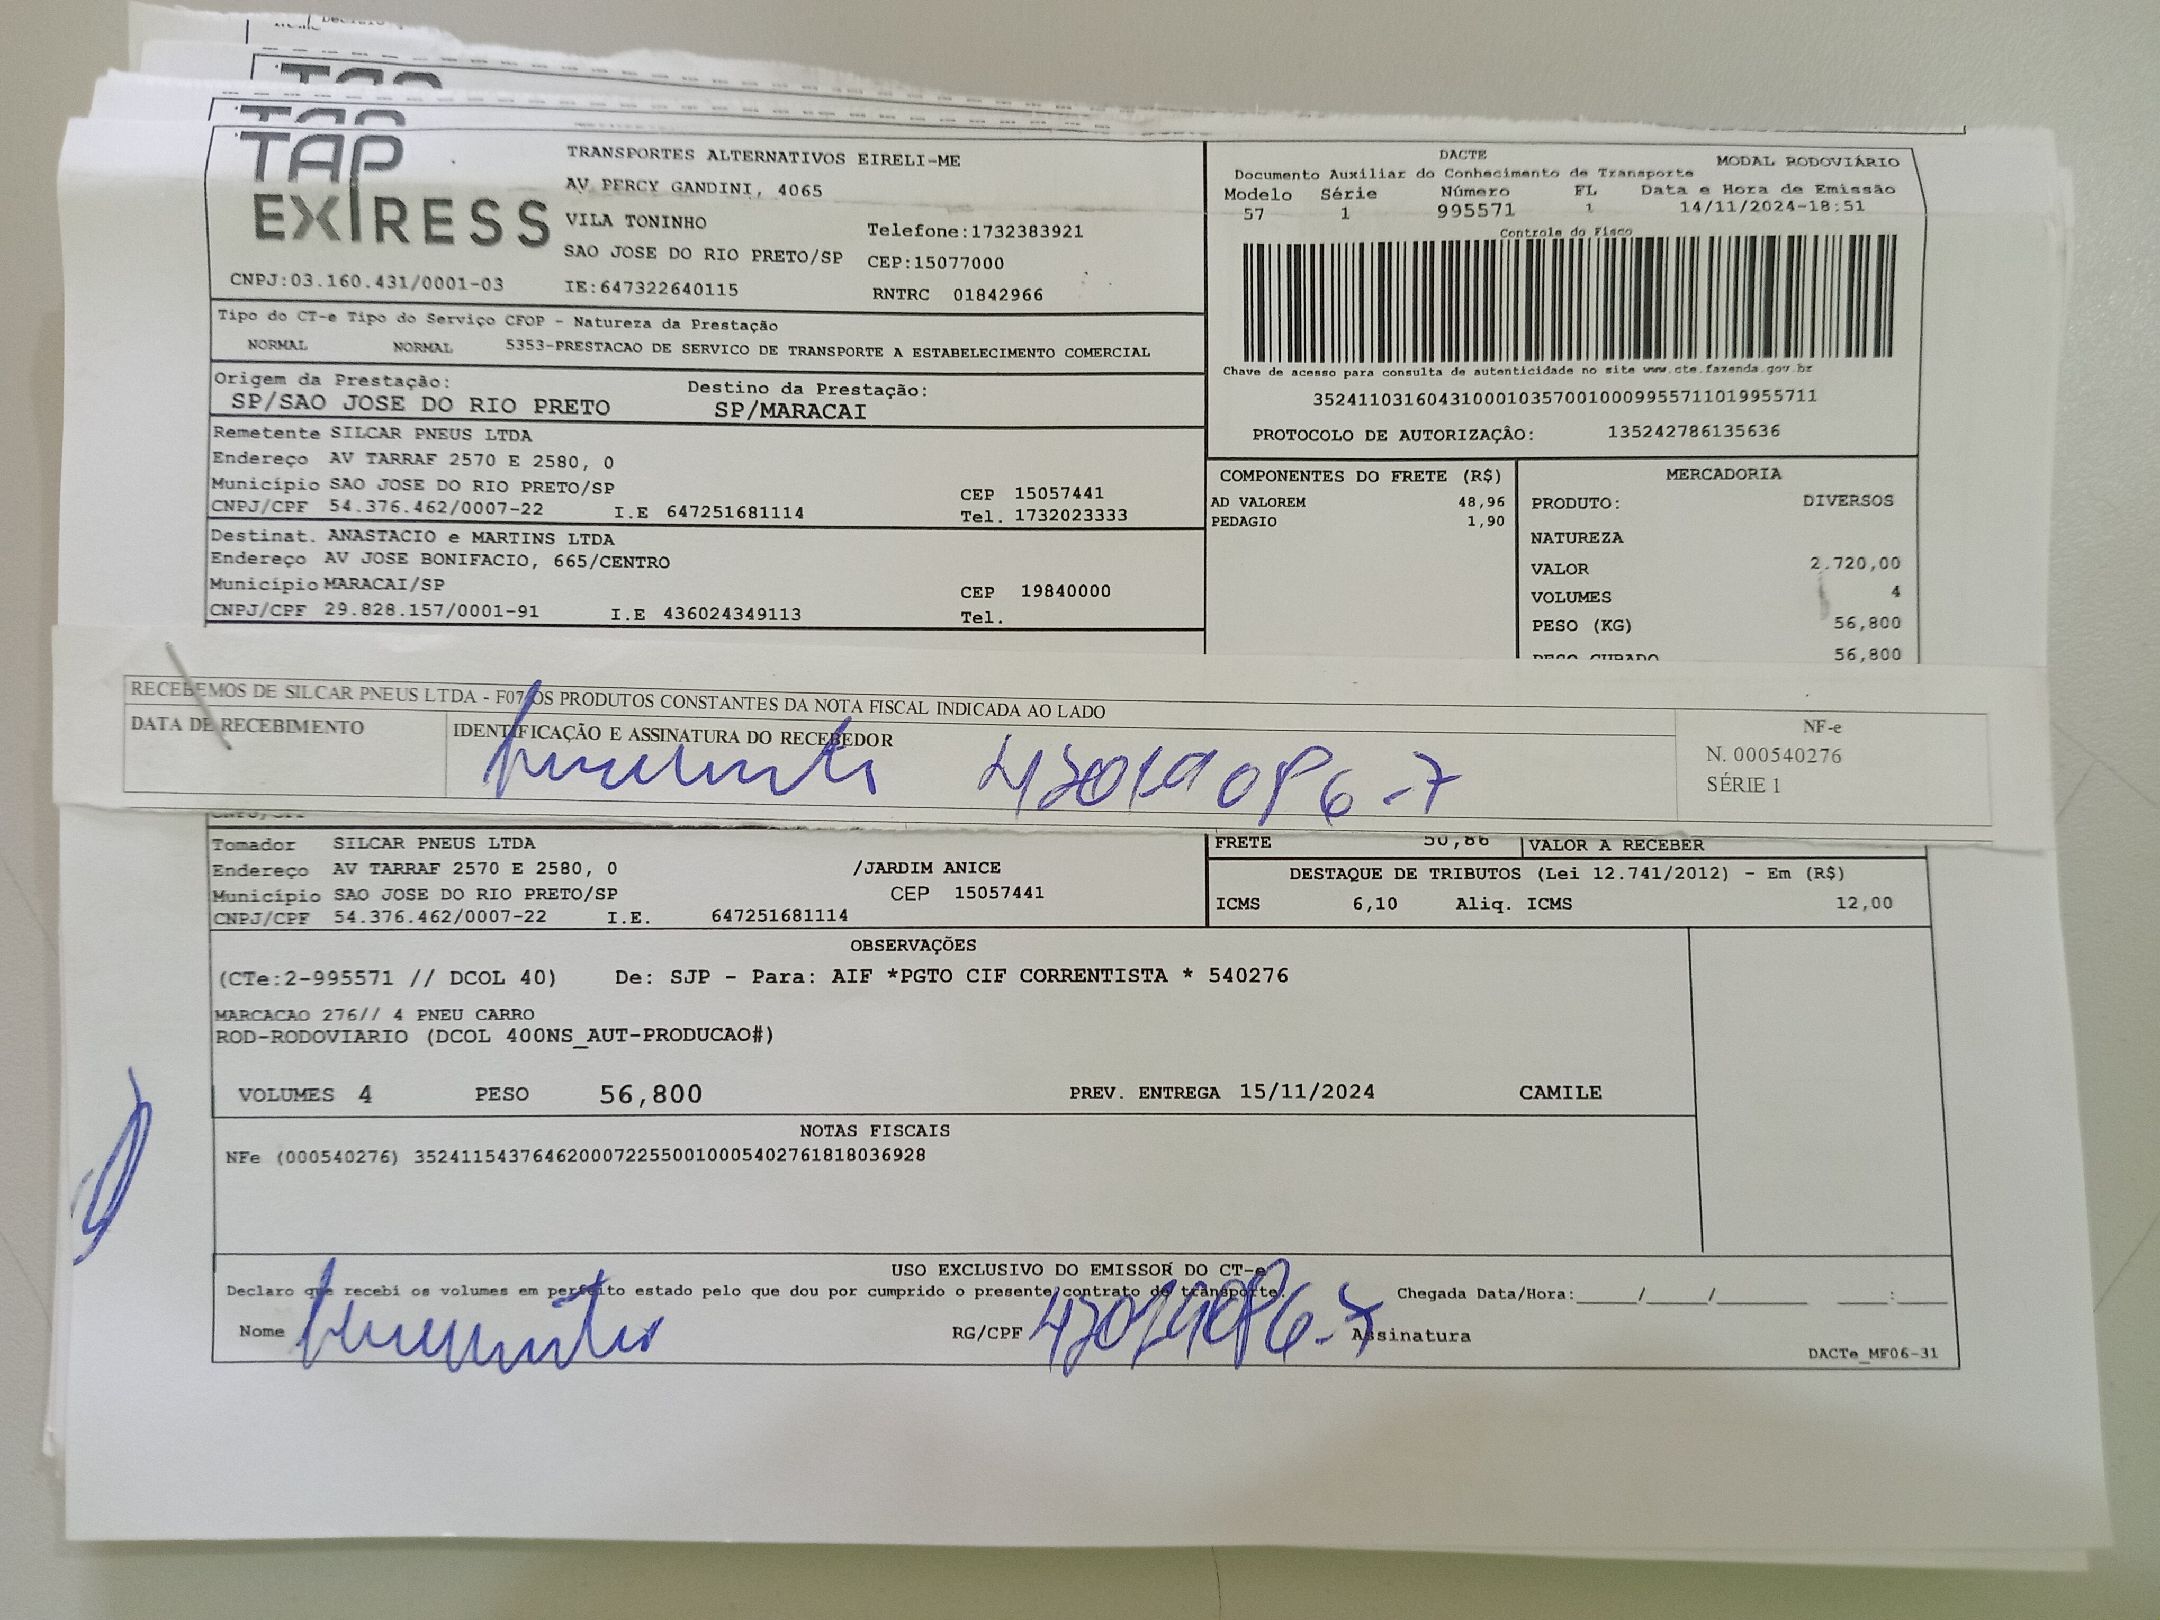 TAP
EXPRESS
TRANSPORTES ALTERNATIVOS EIRELI-ME
AV PERCY GANDINI, 4065
VILA TONINHO
Telefone:1732383921
SAO JOSE DO RIO PRETO/SP CEP:15077000
CNPJ:03.160.431/0001-03 IE:647322640115 RNTRC 01842966
DACTE MODAL RODOVIÁRIO
Documento Auxiliar do Conhecimento de Transporte
Modelo Série Número FL Data e Hora de Emissão
57 1 995571 1 14/11/2024-18:51
Controle do Fisco
Chave de acesso para consulta de autenticidade no site www.cte.fazenda.gov.br
35241103160431000103570010009955711019955711
PROTOCOLO DE AUTORIZAÇÃO: 135242786135636
Tipo do CT-e Tipo do Serviço CFOP - Natureza da Prestação
NORMAL NORMAL 5353-PRESTACAO DE SERVICO DE TRANSPORTE A ESTABELECIMENTO COMERCIAL
Origem da Prestação: Destino da Prestação:
SP/SAO JOSE DO RIO PRETO SP/MARACAI
Remetente SILCAR PNEUS LTDA
Endereço AV TARRAF 2570 E 2580, 0
Município SAO JOSE DO RIO PRETO/SP CEP 15057441
CNPJ/CPF 54.376.462/0007-22 I.E 647251681114 Tel. 1732023333
Destinat. ANASTACIO e MARTINS LTDA
Endereço AV JOSE BONIFACIO, 665/CENTRO
Município MARACAI/SP CEP 19840000
CNPJ/CPF 29.828.157/0001-91 I.E 436024349113 Tel.
COMPONENTES DO FRETE (R$)
AD VALOREM 48,96
PEDAGIO 1,90
MERCADORIA
PRODUTO: DIVERSOS
NATUREZA
VALOR 2.720,00
VOLUMES 4
PESO (KG) 56,800
PESO CUBADO 56,800
RECEBEMOS DE SILCAR PNEUS LTDA - F07 OS PRODUTOS CONSTANTES DA NOTA FISCAL INDICADA AO LADO
DATA DE RECEBIMENTO IDENTIFICAÇÃO E ASSINATURA DO RECEBEDOR
NF-e
N. 000540276
SÉRIE 1
Tomador SILCAR PNEUS LTDA
Endereço AV TARRAF 2570 E 2580, 0 /JARDIM ANICE
Município SAO JOSE DO RIO PRETO/SP CEP 15057441
CNPJ/CPF 54.376.462/0007-22 I.E. 647251681114
FRETE 50,86 VALOR A RECEBER
DESTAQUE DE TRIBUTOS (Lei 12.741/2012) - Em (R$)
ICMS 6,10 Aliq. ICMS 12,00
OBSERVAÇÕES
(CTe:2-995571 // DCOL 40) De: SJP - Para: AIF *PGTO CIF CORRENTISTA * 540276
MARCACAO 276// 4 PNEU CARRO
ROD-RODOVIARIO (DCOL 400NS_AUT-PRODUCAO#)
VOLUMES 4 PESO 56,800 PREV. ENTREGA 15/11/2024 CAMILE
NOTAS FISCAIS
NFe (000540276) 35241154376462000722550010005402761818036928
USO EXCLUSIVO DO EMISSOR DO CT-e
Declaro que recebi os volumes em perfeito estado pelo que dou por cumprido o presente contrato de transporte. Chegada Data/Hora:_____/_____/_______ ____:____
Nome RG/CPF Assinatura
DACTe_MF06-31